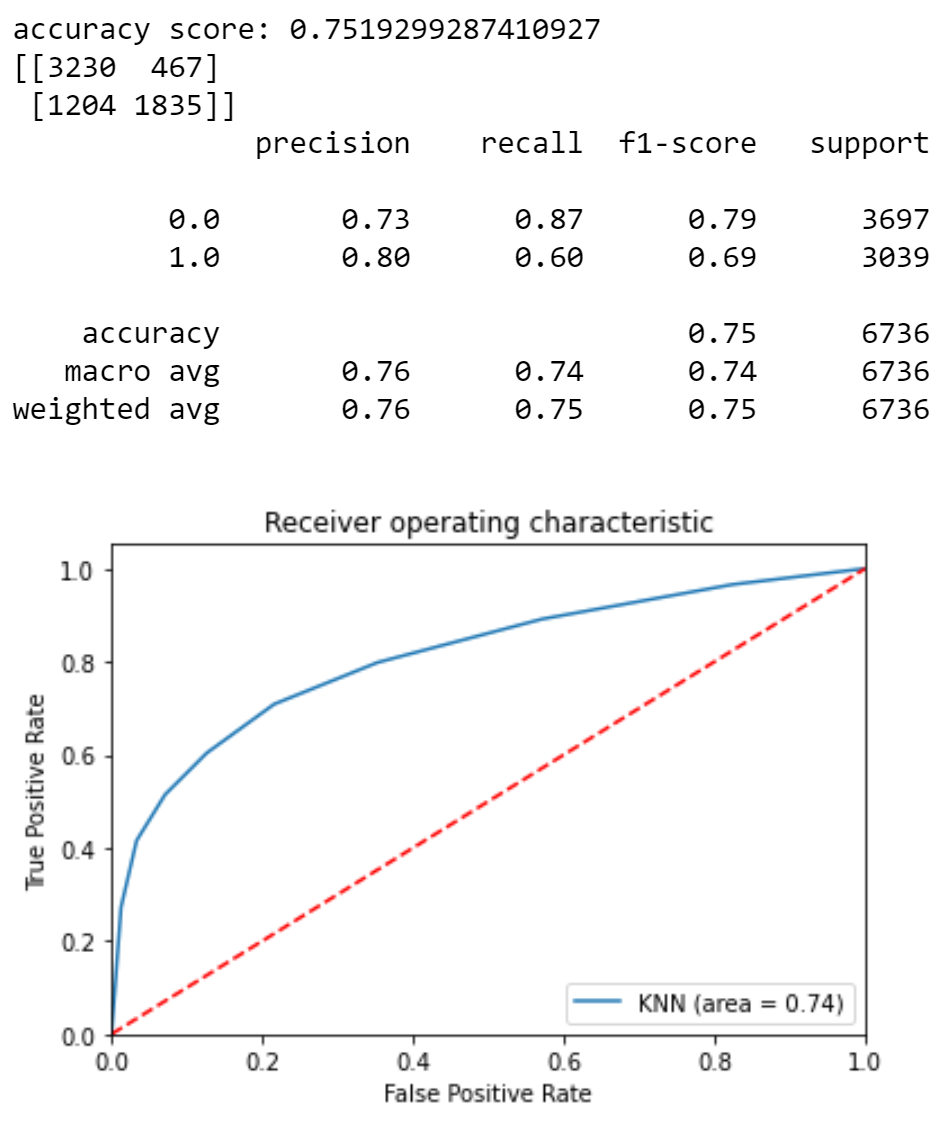 accuracy score: 0.7519299287410927
[[3230  467]
 [1204 1835]]
              precision    recall  f1-score   support
         0.0       0.73      0.87      0.79      3697
         1.0       0.80      0.60      0.69      3039
    accuracy                           0.75      6736
   macro avg       0.76      0.74      0.74      6736
weighted avg       0.76      0.75      0.75      6736
Receiver operating characteristic
1.0
0.8
0.6
0.4
0.2
0.0
True Positive Rate
KNN (area = 0.74)
0.0 0.2 0.4 0.6 0.8 1.0
False Positive Rate